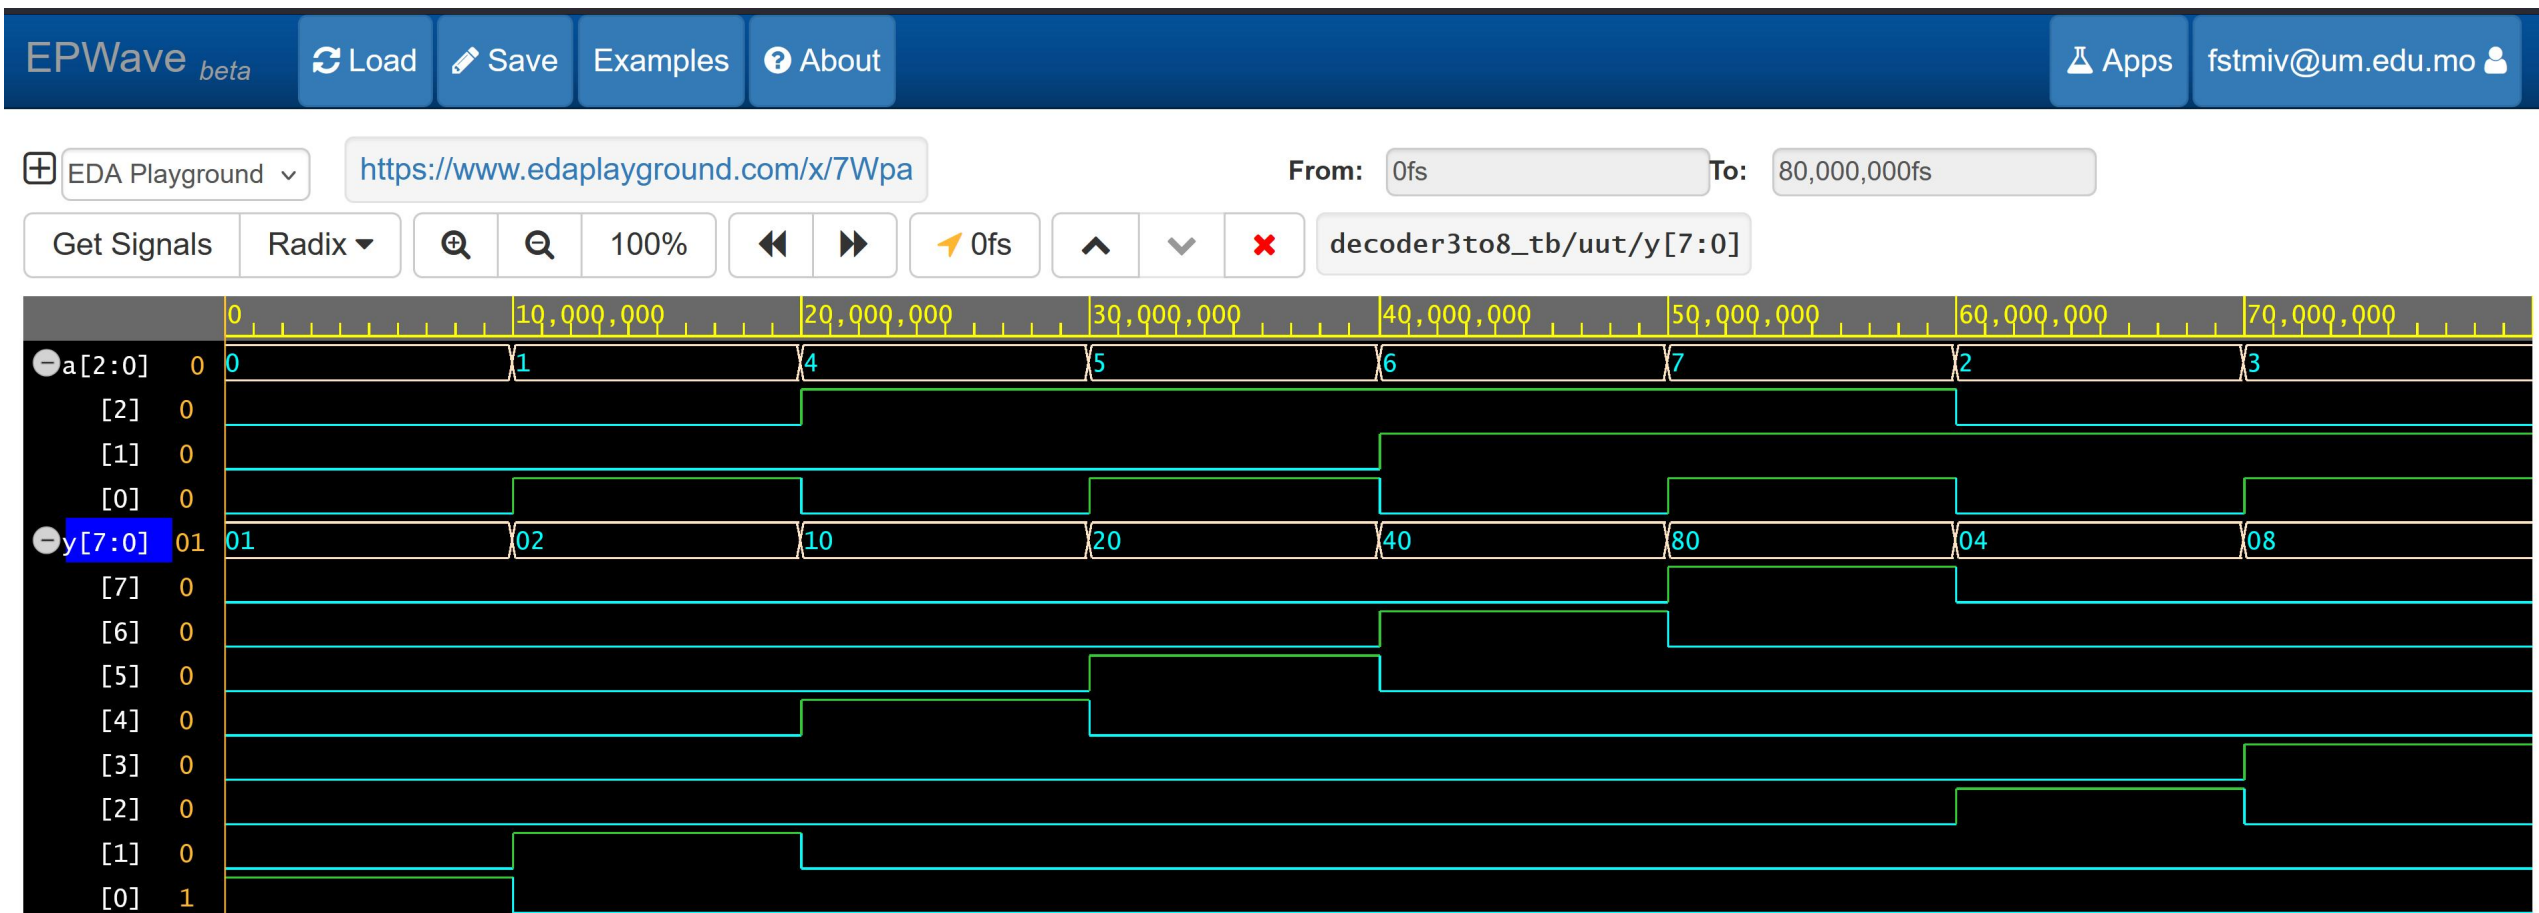 EPWave beta Load Save Examples About Apps fstmiv@um.edu.mo
EDA Playground https://www.edaplayground.com/x/7Wpa From: 0fs To: 80,000,000fs
Get Signals Radix 100% 0fs decoder3to8_tb/uut/y[7:0]
0 10,000,000 20,000,000 30,000,000 40,000,000 50,000,000 60,000,000 70,000,000
a[2:0] 0 0 1 4 5 6 7 2 3
[2] 0
[1] 0
[0] 0
y[7:0] 01 01 02 10 20 40 80 04 08
[7] 0
[6] 0
[5] 0
[4] 0
[3] 0
[2] 0
[1] 0
[0] 1